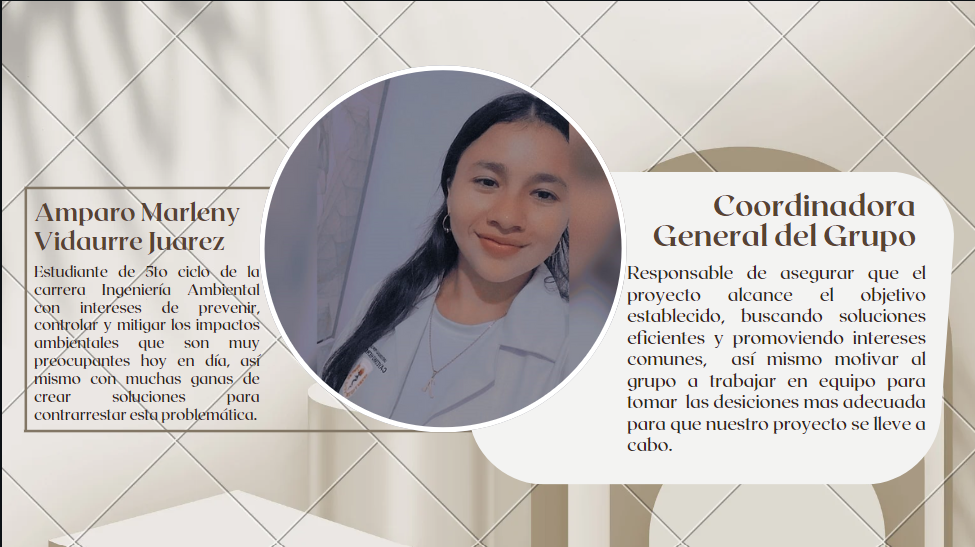 Amparo Marleny
Vidaurre Juarez
Estudiante de 5to ciclo de la
carrera Ingeniería Ambiental
con intereses de prevenir,
controlar y mitigar los impactos
ambientales que son muy
preocupantes hoy en día, así
mismo con muchas ganas de
crear soluciones para
contrarrestar esta problemática.
Coordinadora
General del Grupo
Responsable de asegurar que el
proyecto alcance el objetivo
establecido, buscando soluciones
eficientes y promoviendo intereses
comunes, así mismo motivar al
grupo a trabajar en equipo para
tomar las desiciones mas adecuada
para que nuestro proyecto se lleve a
cabo.